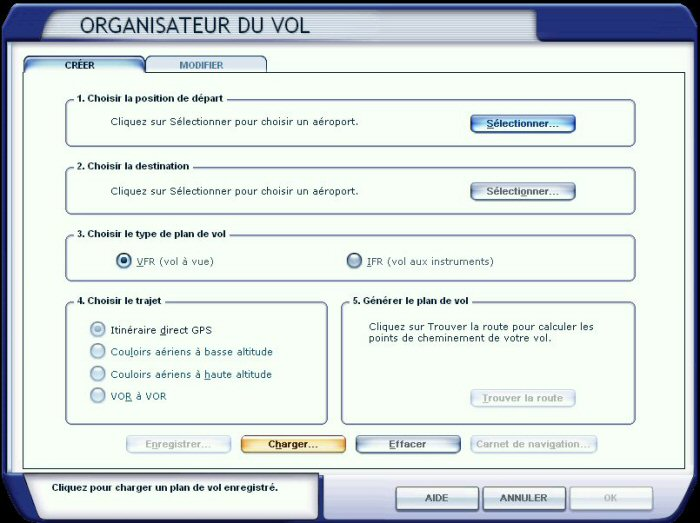 ORGANISATEUR DU VOL
CRÉER
MODIFIER
1. Choisir la position de départ
Cliquez sur Sélectionner pour choisir un aéroport.
Sélectionner...
2. Choisir la destination
Cliquez sur Sélectionner pour choisir un aéroport.
Sélectionner...
3. Choisir le type de plan de vol
VFR (vol à vue)
IFR (vol aux instruments)
4. Choisir le trajet
Itinéraire direct GPS
Couloirs aériens à basse altitude
Couloirs aériens à haute altitude
VOR à VOR
5. Générer le plan de vol
Cliquez sur Trouver la route pour calculer les
points de cheminement de votre vol.
Trouver la route
Enregistrer...
Charger...
Effacer
Carnet de navigation...
Cliquez pour charger un plan de vol enregistré.
AIDE
ANNULER
OK